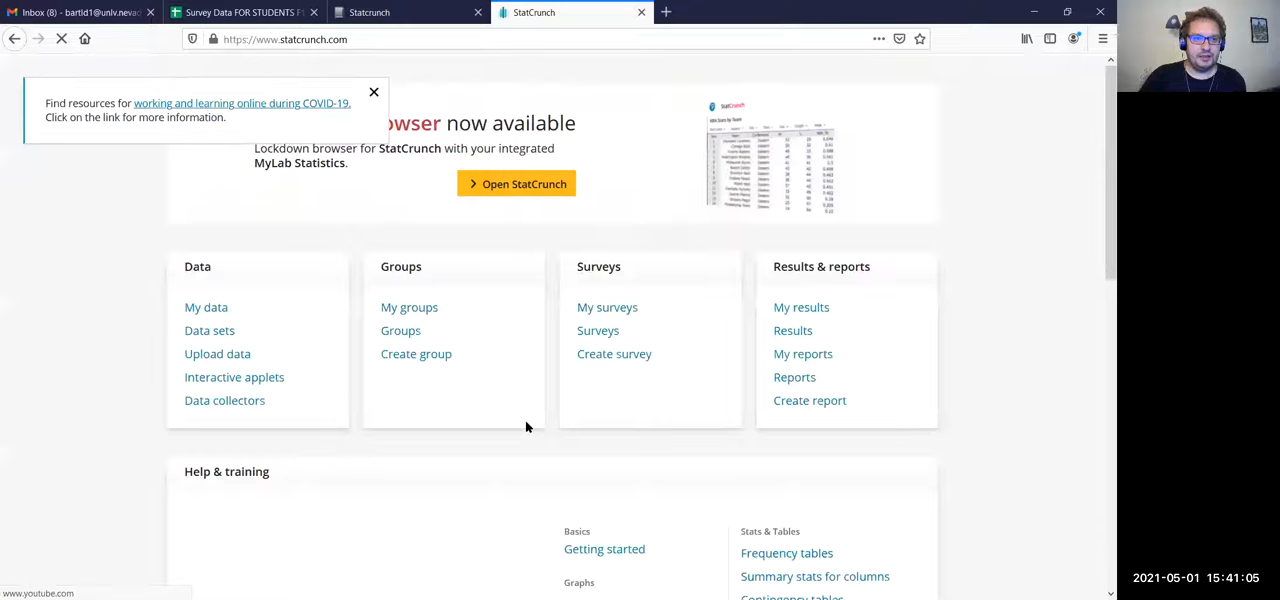 Inbox (8) - bartld1@univ.nevad
Survey Data FOR STUDENTS F
Statcrunch
StatCrunch
https://www.statcrunch.com
Find resources for working and learning online during COVID-19.
Click on the link for more information.
owser now available
Lockdown browser for StatCrunch with your integrated
MyLab Statistics.
Open StatCrunch
StatCrunch
Data
My data
Data sets
Upload data
Interactive applets
Data collectors
Groups
My groups
Groups
Create group
Surveys
My surveys
Surveys
Create survey
Results & reports
My results
Results
My reports
Reports
Create report
Help & training
Basics
Getting started
Graphs
Stats & Tables
Frequency tables
Summary stats for columns
Contingency tables
www.youtube.com
2021-05-01 15:41:05